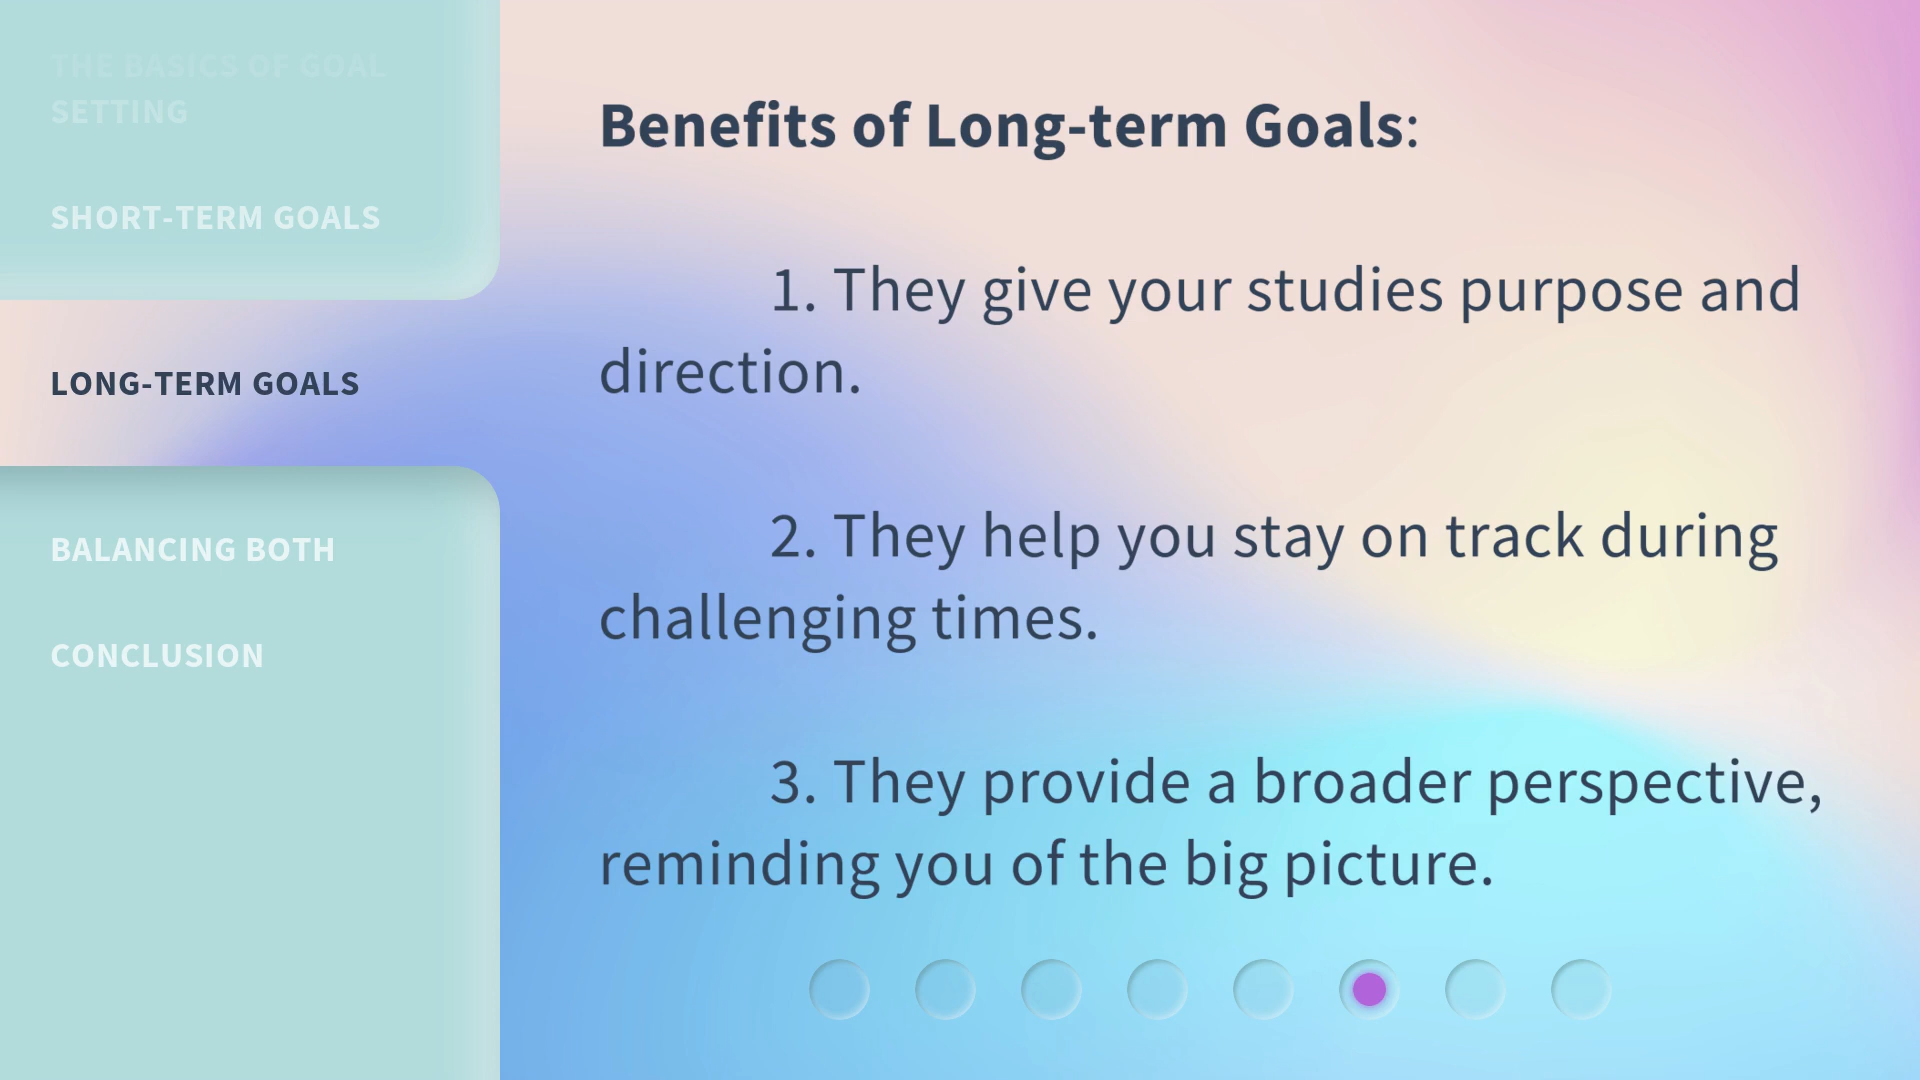 THE BASICS OF GOAL
SETTING
SHORT-TERM GOALS
LONG-TERM GOALS
BALANCING BOTH
CONCLUSION
Benefits of Long-term Goals:
1. They give your studies purpose and
direction.
2. They help you stay on track during
challenging times.
3. They provide a broader perspective,
reminding you of the big picture.